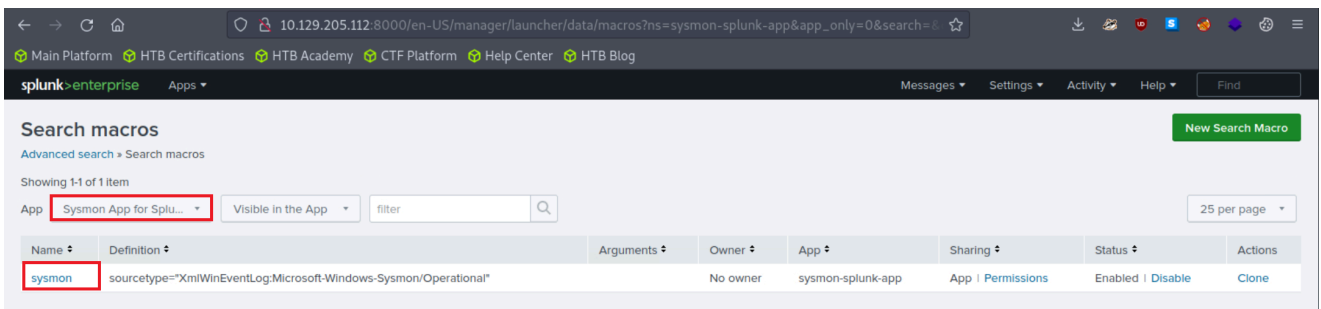 10.129.205.112:8000/en-US/manager/launcher/data/macros?ns=sysmon-splunk-app&app_only=0&search=&
Main Platform HTB Certifications HTB Academy CTF Platform Help Center HTB Blog
splunk>enterprise Apps Messages Settings Activity Help Find
Search macros
New Search Macro
Advanced search » Search macros
Showing 1-1 of 1 item
App Sysmon App for Splu... Visible in the App filter 25 per page
Name Definition Arguments Owner App Sharing Status Actions
sysmon sourcetype="XmlWinEventLog:Microsoft-Windows-Sysmon/Operational" No owner sysmon-splunk-app App | Permissions Enabled | Disable Clone